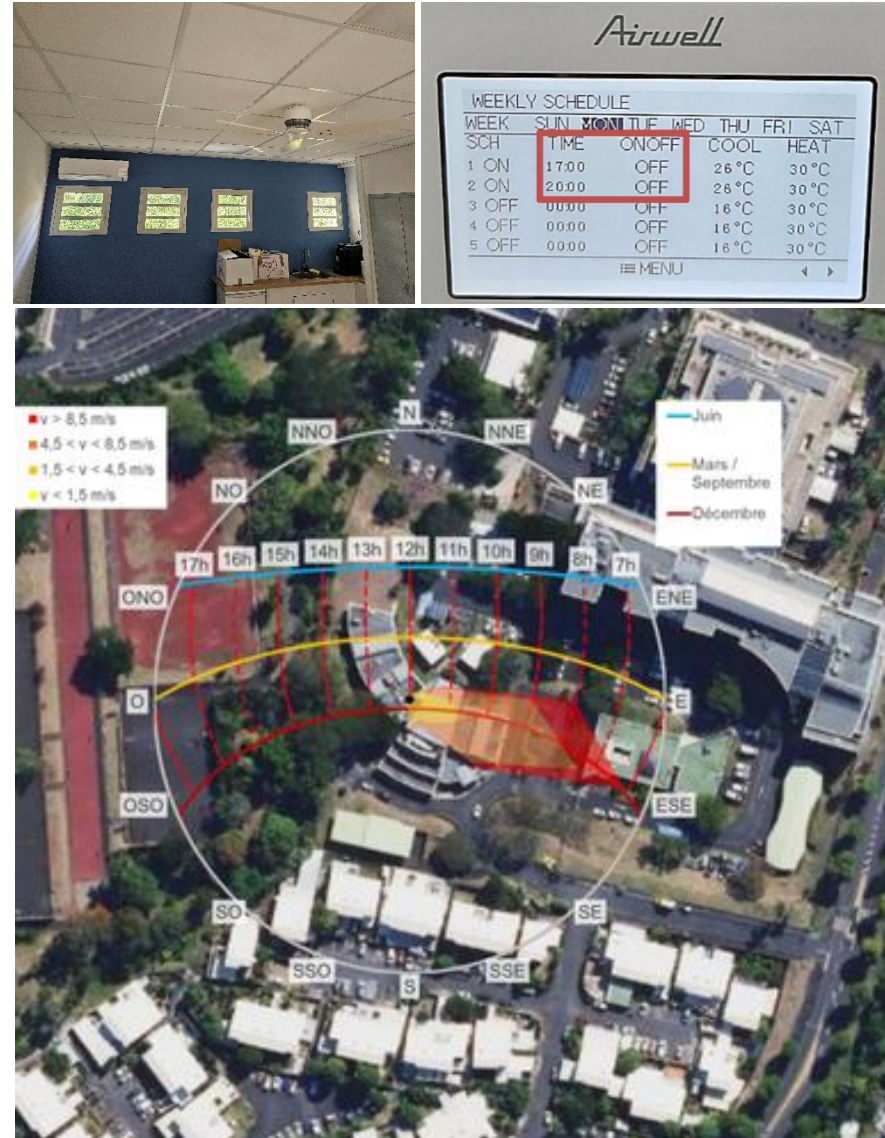 Airwell
WEEKLY SCHEDULE
WEEK SUN MON TUE WED THU FRI SAT
SCH TIME ONOFF COOL HEAT
1 ON 17:00 OFF 26°C 30°C
2 ON 20:00 OFF 26°C 30°C
3 OFF 00:00 OFF 16°C 30°C
4 OFF 00:00 OFF 16°C 30°C
5 OFF 00:00 OFF 16°C 30°C
MENU
v > 8,5 m/s
4,5 < v < 8,5 m/s
1,5 < v < 4,5 m/s
v < 1,5 m/s
Juin
Mars /
Septembre
Décembre
N
NNO NNE
NO NE
17h 16h 15h 14h 13h 12h 11h 10h 9h 8h 7h
ONO ENE
O E
OSO ESE
SO SE
SSO SSE
S